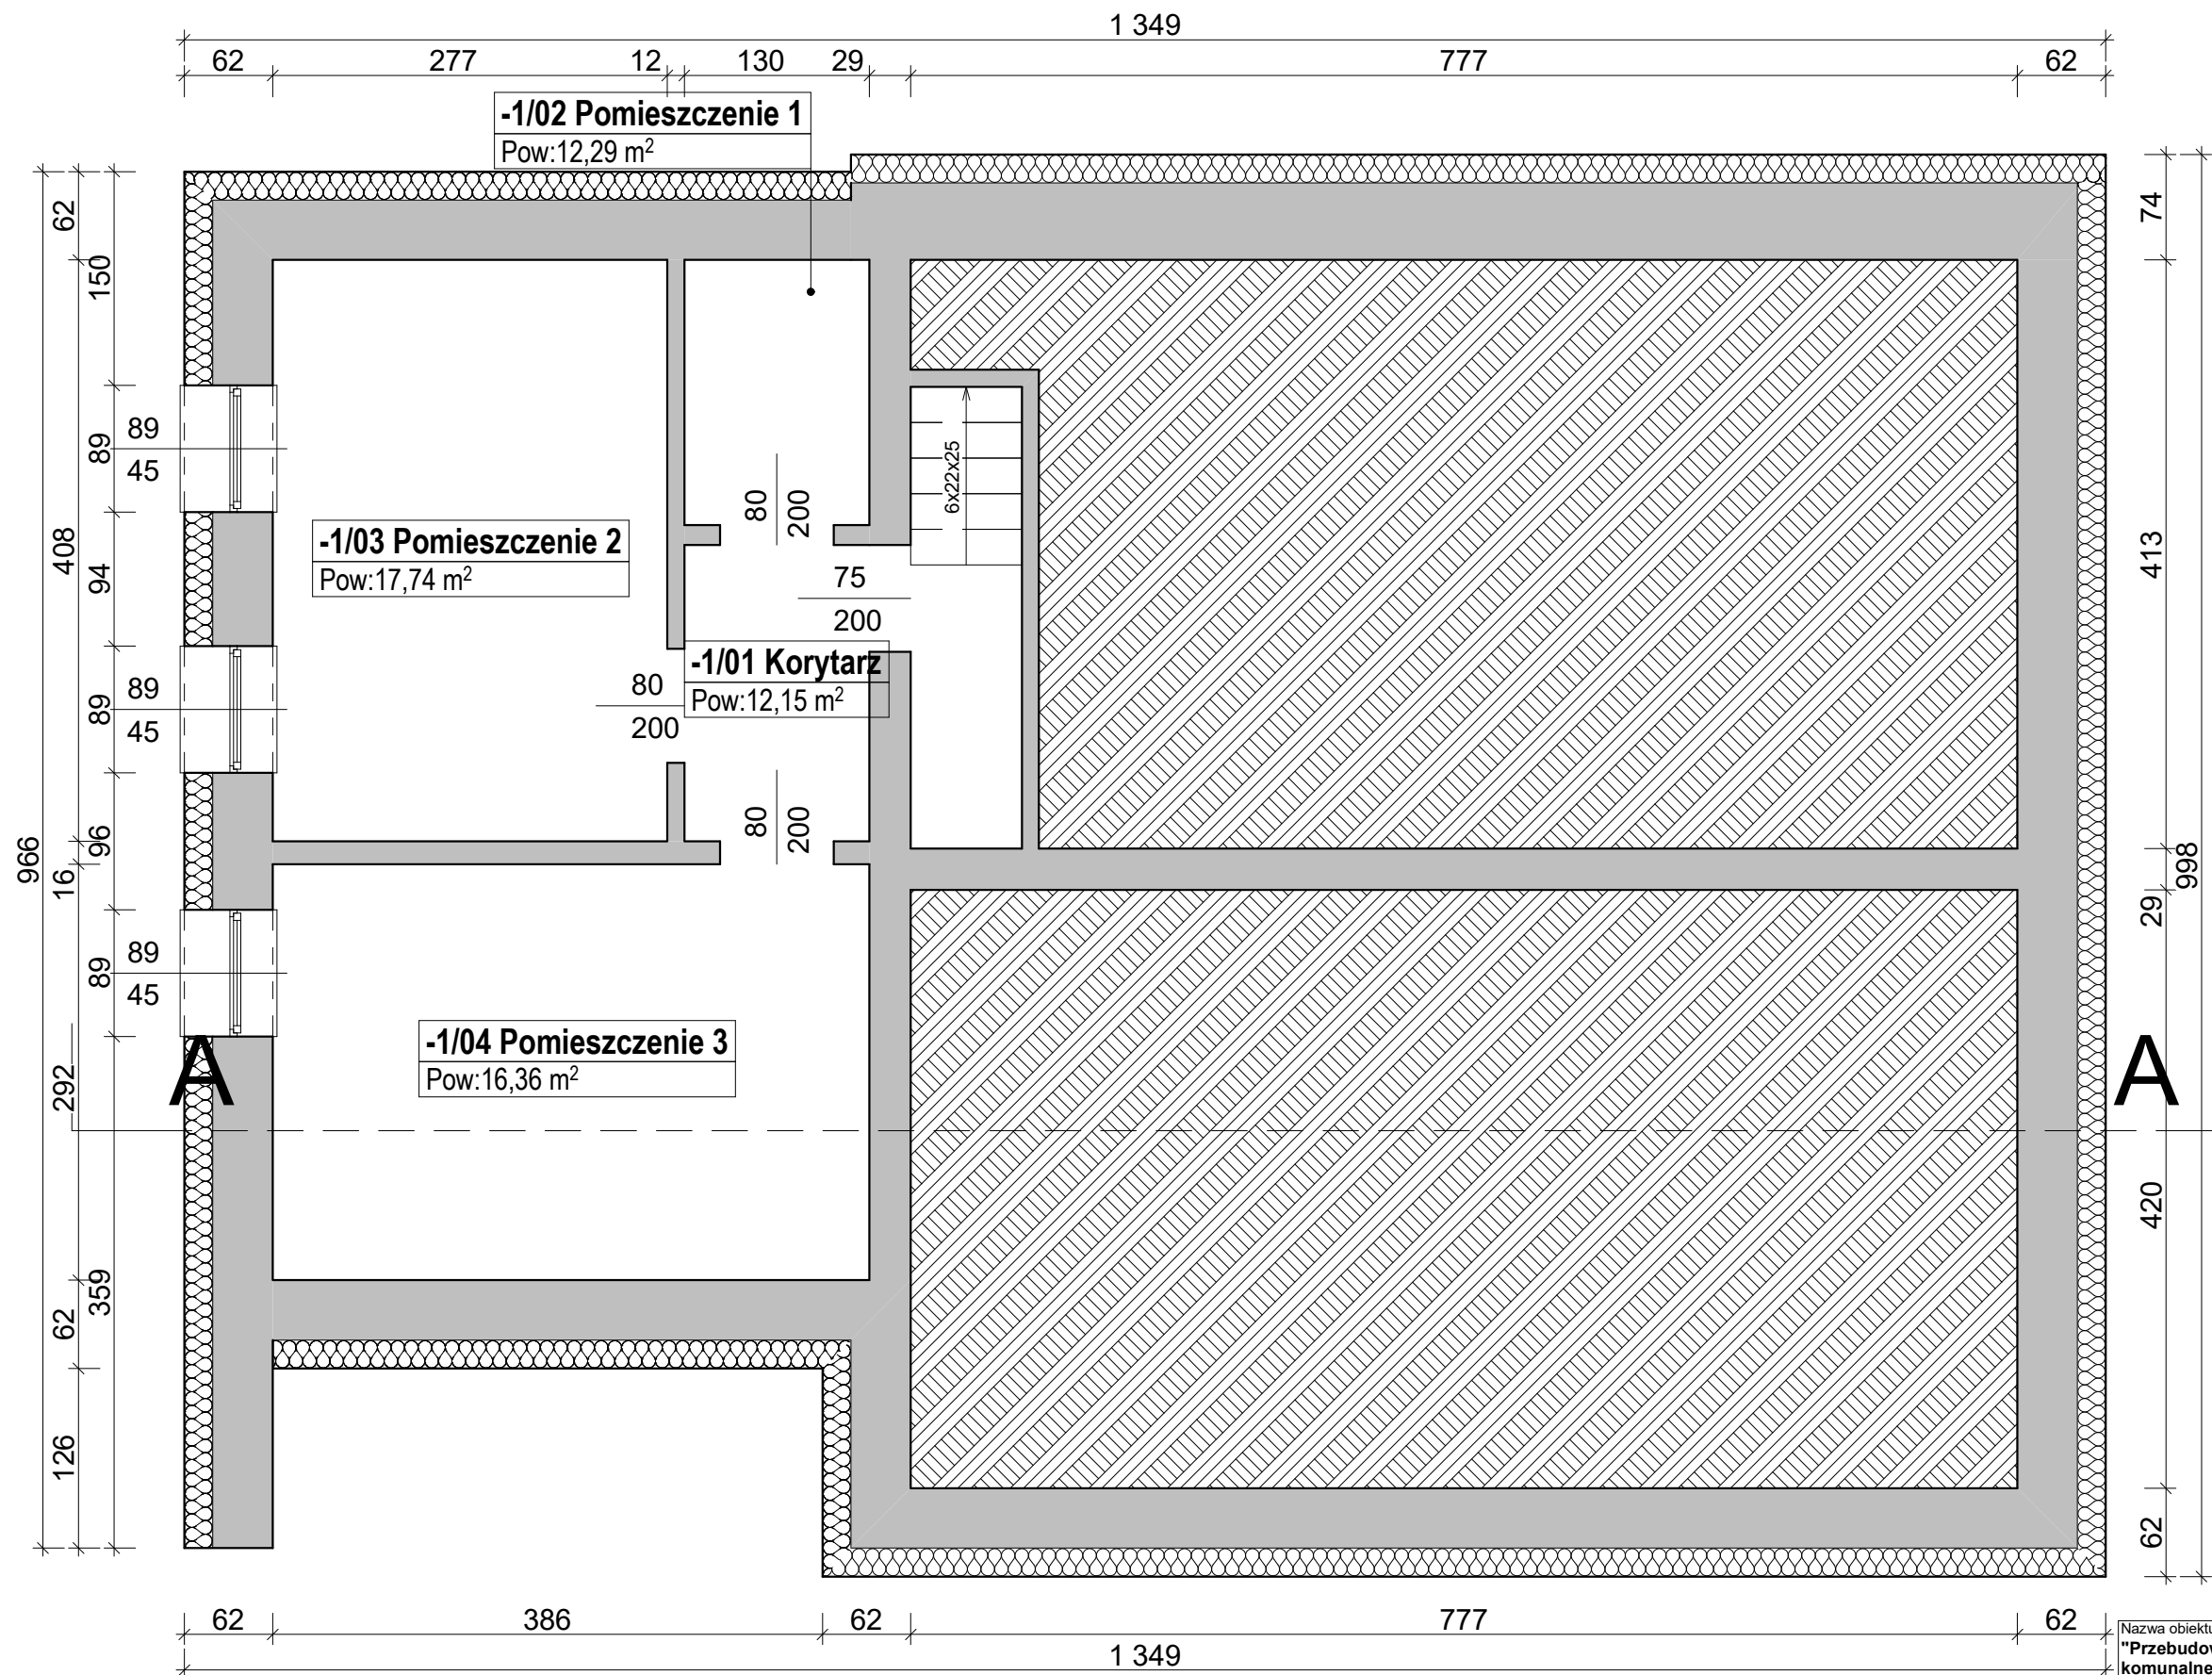 1 349
62 277 12 130 29 777 62
-1/02 Pomieszczenie 1
Pow:12,29 m²
62
74
150
89
89
45
408
-1/03 Pomieszczenie 2
Pow:17,74 m²
80
200
6x22x25
413
94
75
200
-1/01 Korytarz
Pow:12,15 m²
89
89
45
80
200
80
200
966
96
16
998
29
89
89
45
-1/04 Pomieszczenie 3
Pow:16,36 m²
A
A
292
420
359
62
126
62
62 386 62 777 62
1 349
Nazwa obiektu
"Przebudow
komunalne